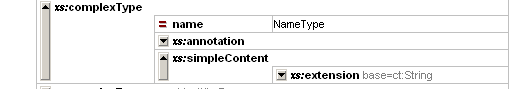 xs:complexType
= name NameType
xs:annotation
xs:simpleContent
xs:extension base=ct:String